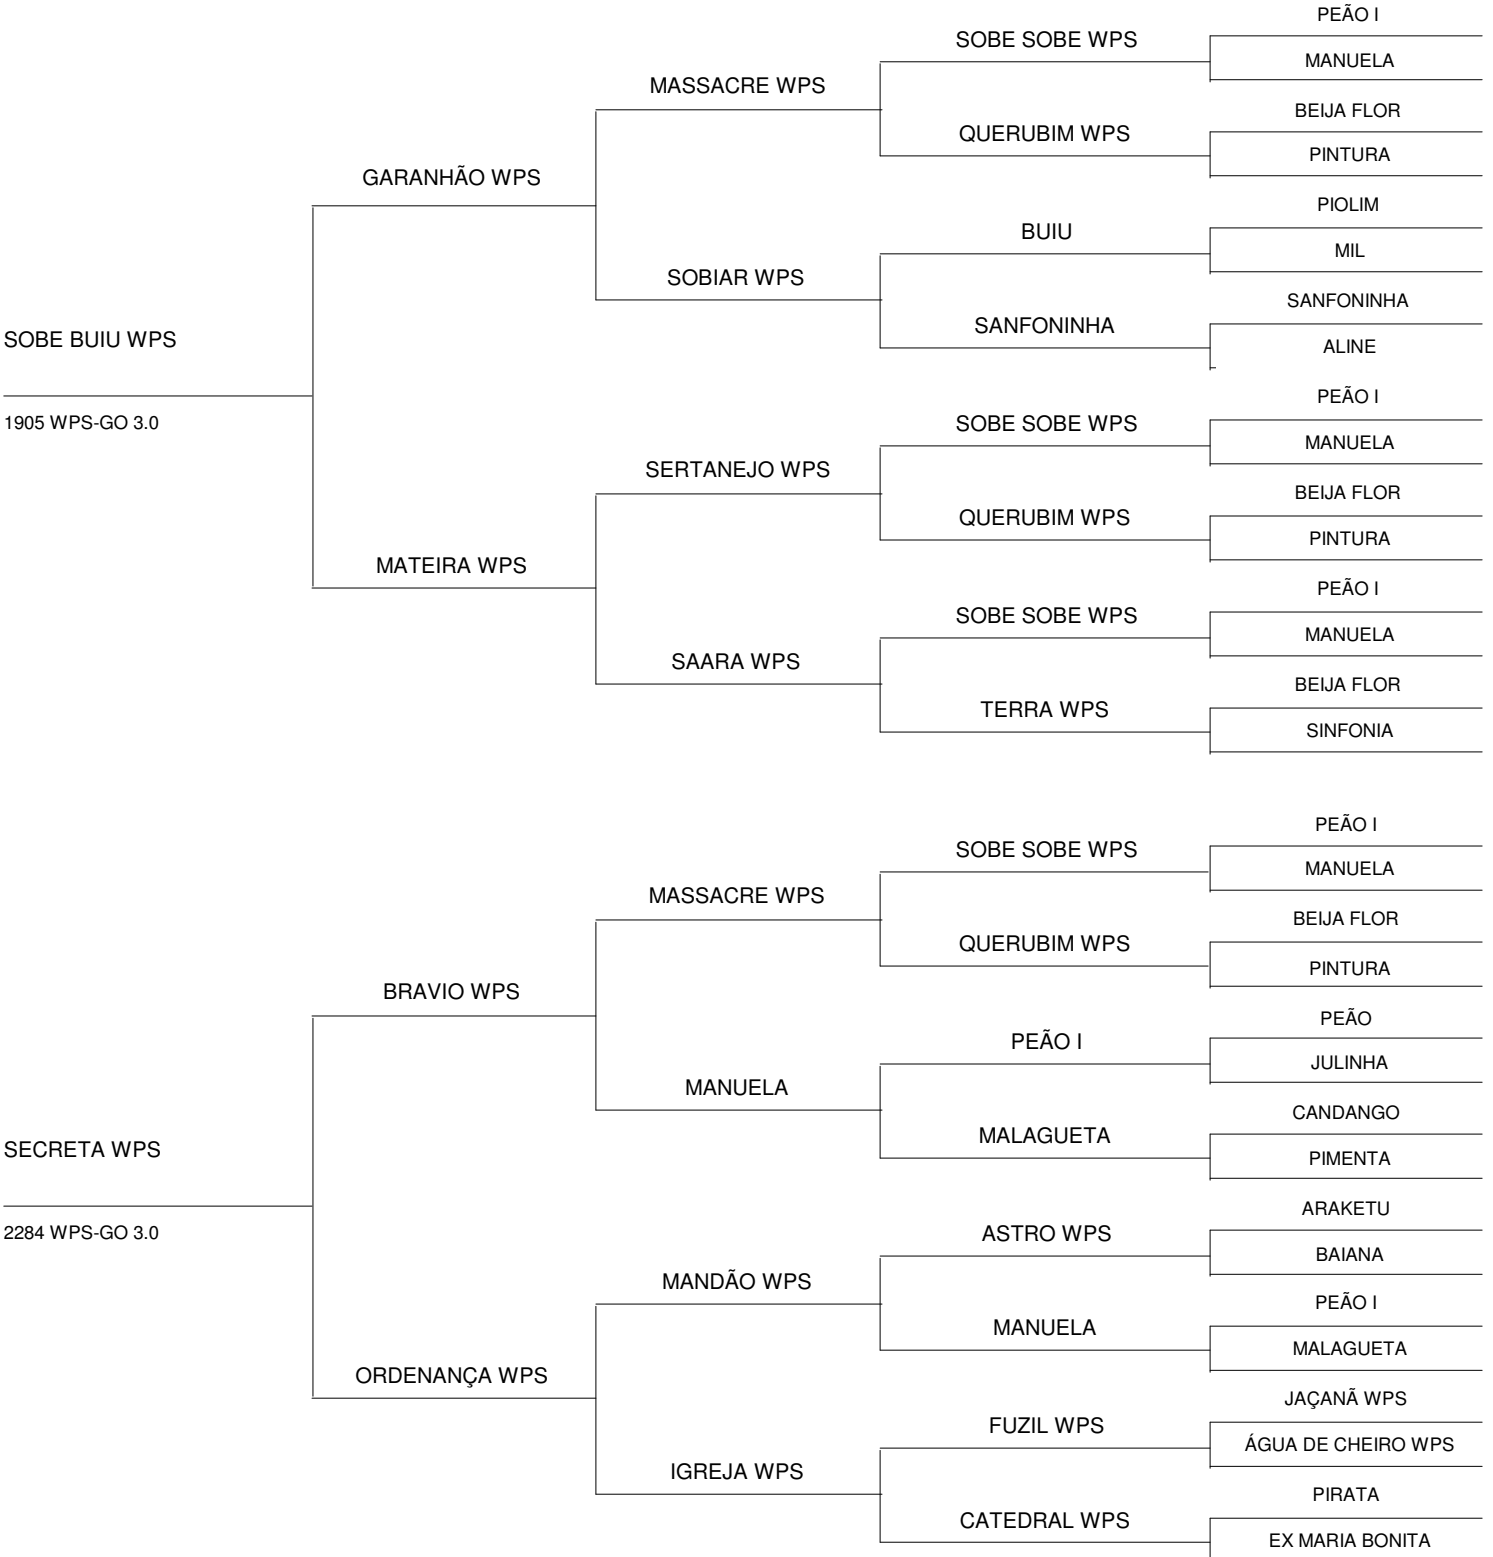 PEÃO I
SOBE SOBE WPS
MANUELA
MASSACRE WPS
BEIJA FLOR
QUERUBIM WPS
PINTURA
GARANHÃO WPS
PIOLIM
BUIU
MIL
SOBIAR WPS
SANFONINHA
SANFONINHA
ALINE
SOBE BUIU WPS
1905 WPS-GO 3.0
PEÃO I
SOBE SOBE WPS
MANUELA
SERTANEJO WPS
BEIJA FLOR
QUERUBIM WPS
PINTURA
MATEIRA WPS
PEÃO I
SOBE SOBE WPS
MANUELA
SAARA WPS
BEIJA FLOR
TERRA WPS
SINFONIA
PEÃO I
SOBE SOBE WPS
MANUELA
MASSACRE WPS
BEIJA FLOR
QUERUBIM WPS
PINTURA
BRAVIO WPS
PEÃO
PEÃO I
JULINHA
MANUELA
CANDANGO
MALAGUETA
PIMENTA
SECRETA WPS
2284 WPS-GO 3.0
ARAKETU
ASTRO WPS
BAIANA
MANDÃO WPS
PEÃO I
MANUELA
MALAGUETA
ORDENANÇA WPS
JAÇANÃ WPS
FUZIL WPS
ÁGUA DE CHEIRO WPS
IGREJA WPS
PIRATA
CATEDRAL WPS
EX MARIA BONITA